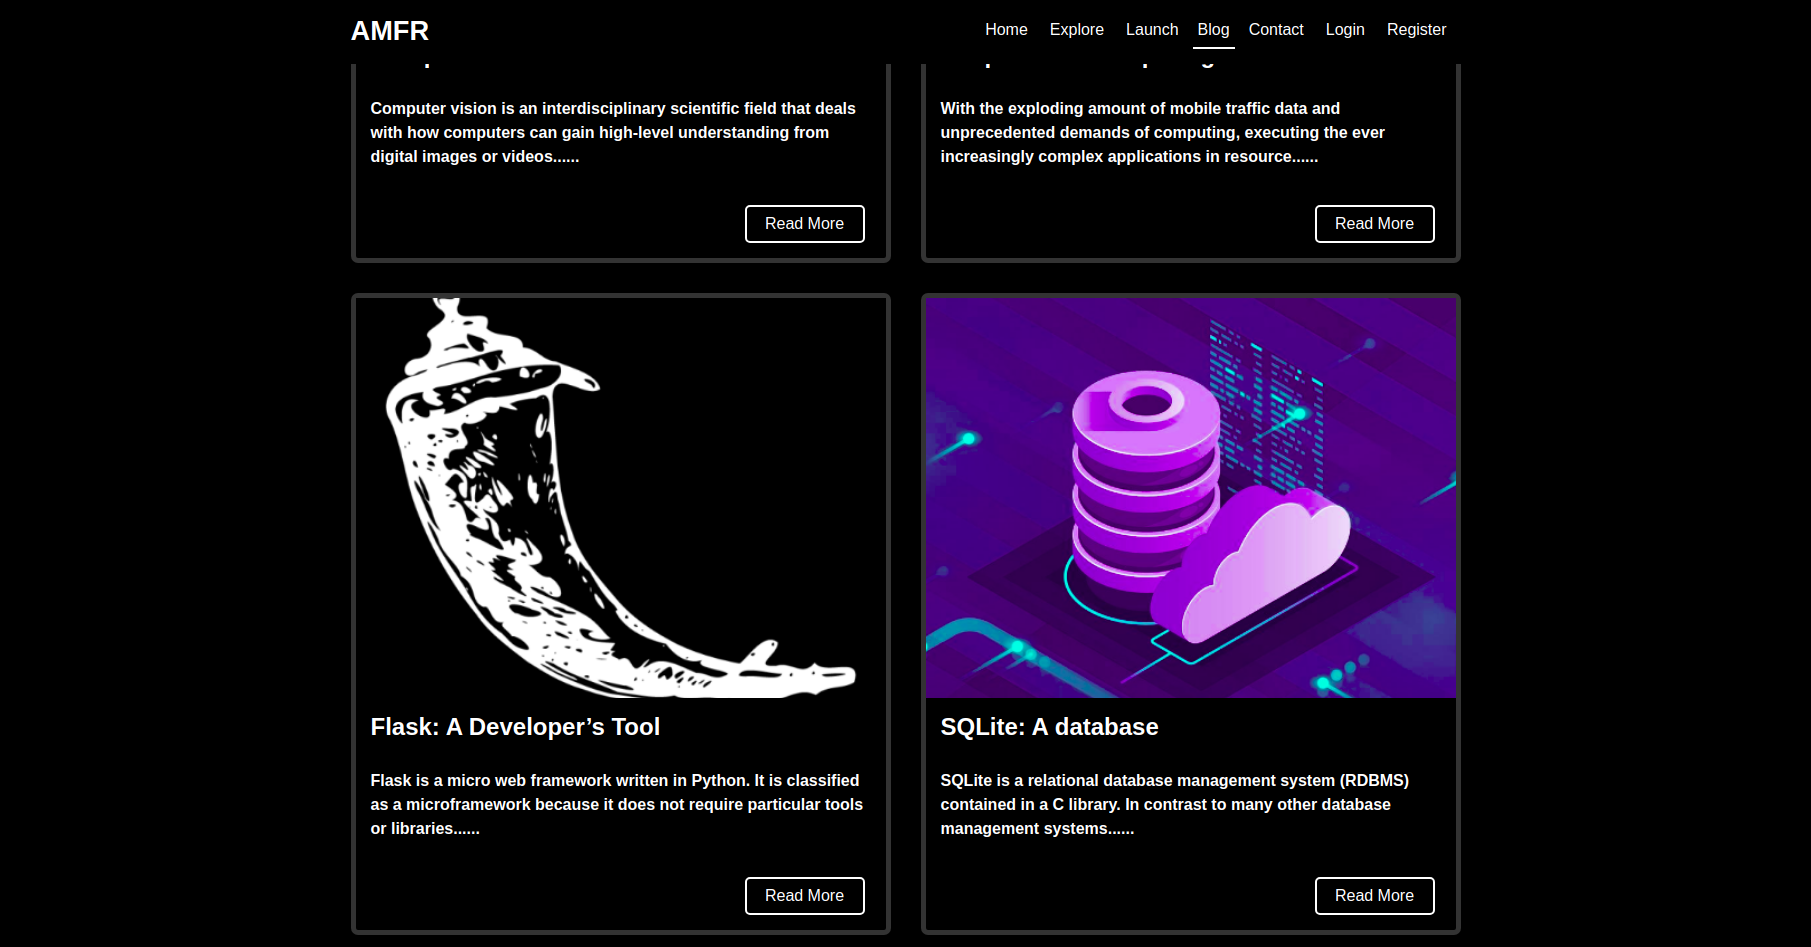 AMFR
Home Explore Launch Blog Contact Login Register
Computer vision is an interdisciplinary scientific field that deals
with how computers can gain high-level understanding from
digital images or videos......
Read More
With the exploding amount of mobile traffic data and
unprecedented demands of computing, executing the ever
increasingly complex applications in resource......
Read More
Flask: A Developer’s Tool
Flask is a micro web framework written in Python. It is classified
as a microframework because it does not require particular tools
or libraries......
Read More
SQLite: A database
SQLite is a relational database management system (RDBMS)
contained in a C library. In contrast to many other database
management systems......
Read More